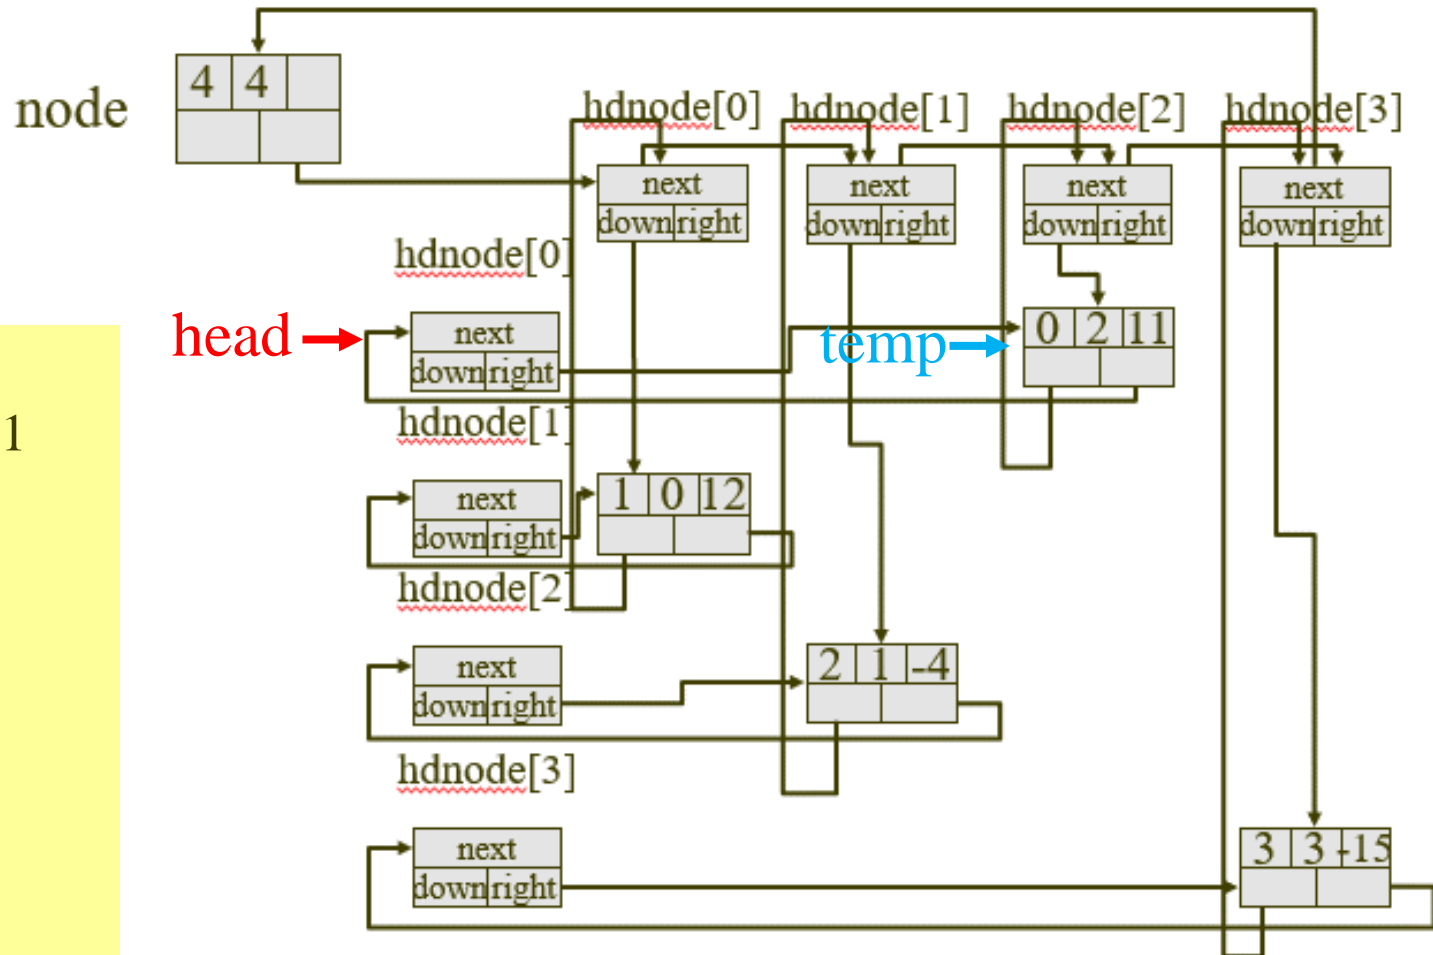 4 4
node
hdnode[0] hdnode[1] hdnode[2] hdnode[3]
next next next next
down right down right down right down right
hdnode[0]
head next temp 0 2 11
down right
1
hdnode[1]
next 1 0 12
down right
hdnode[2]
next 2 1 -4
down right
hdnode[3]
next 3 3 -15
down right